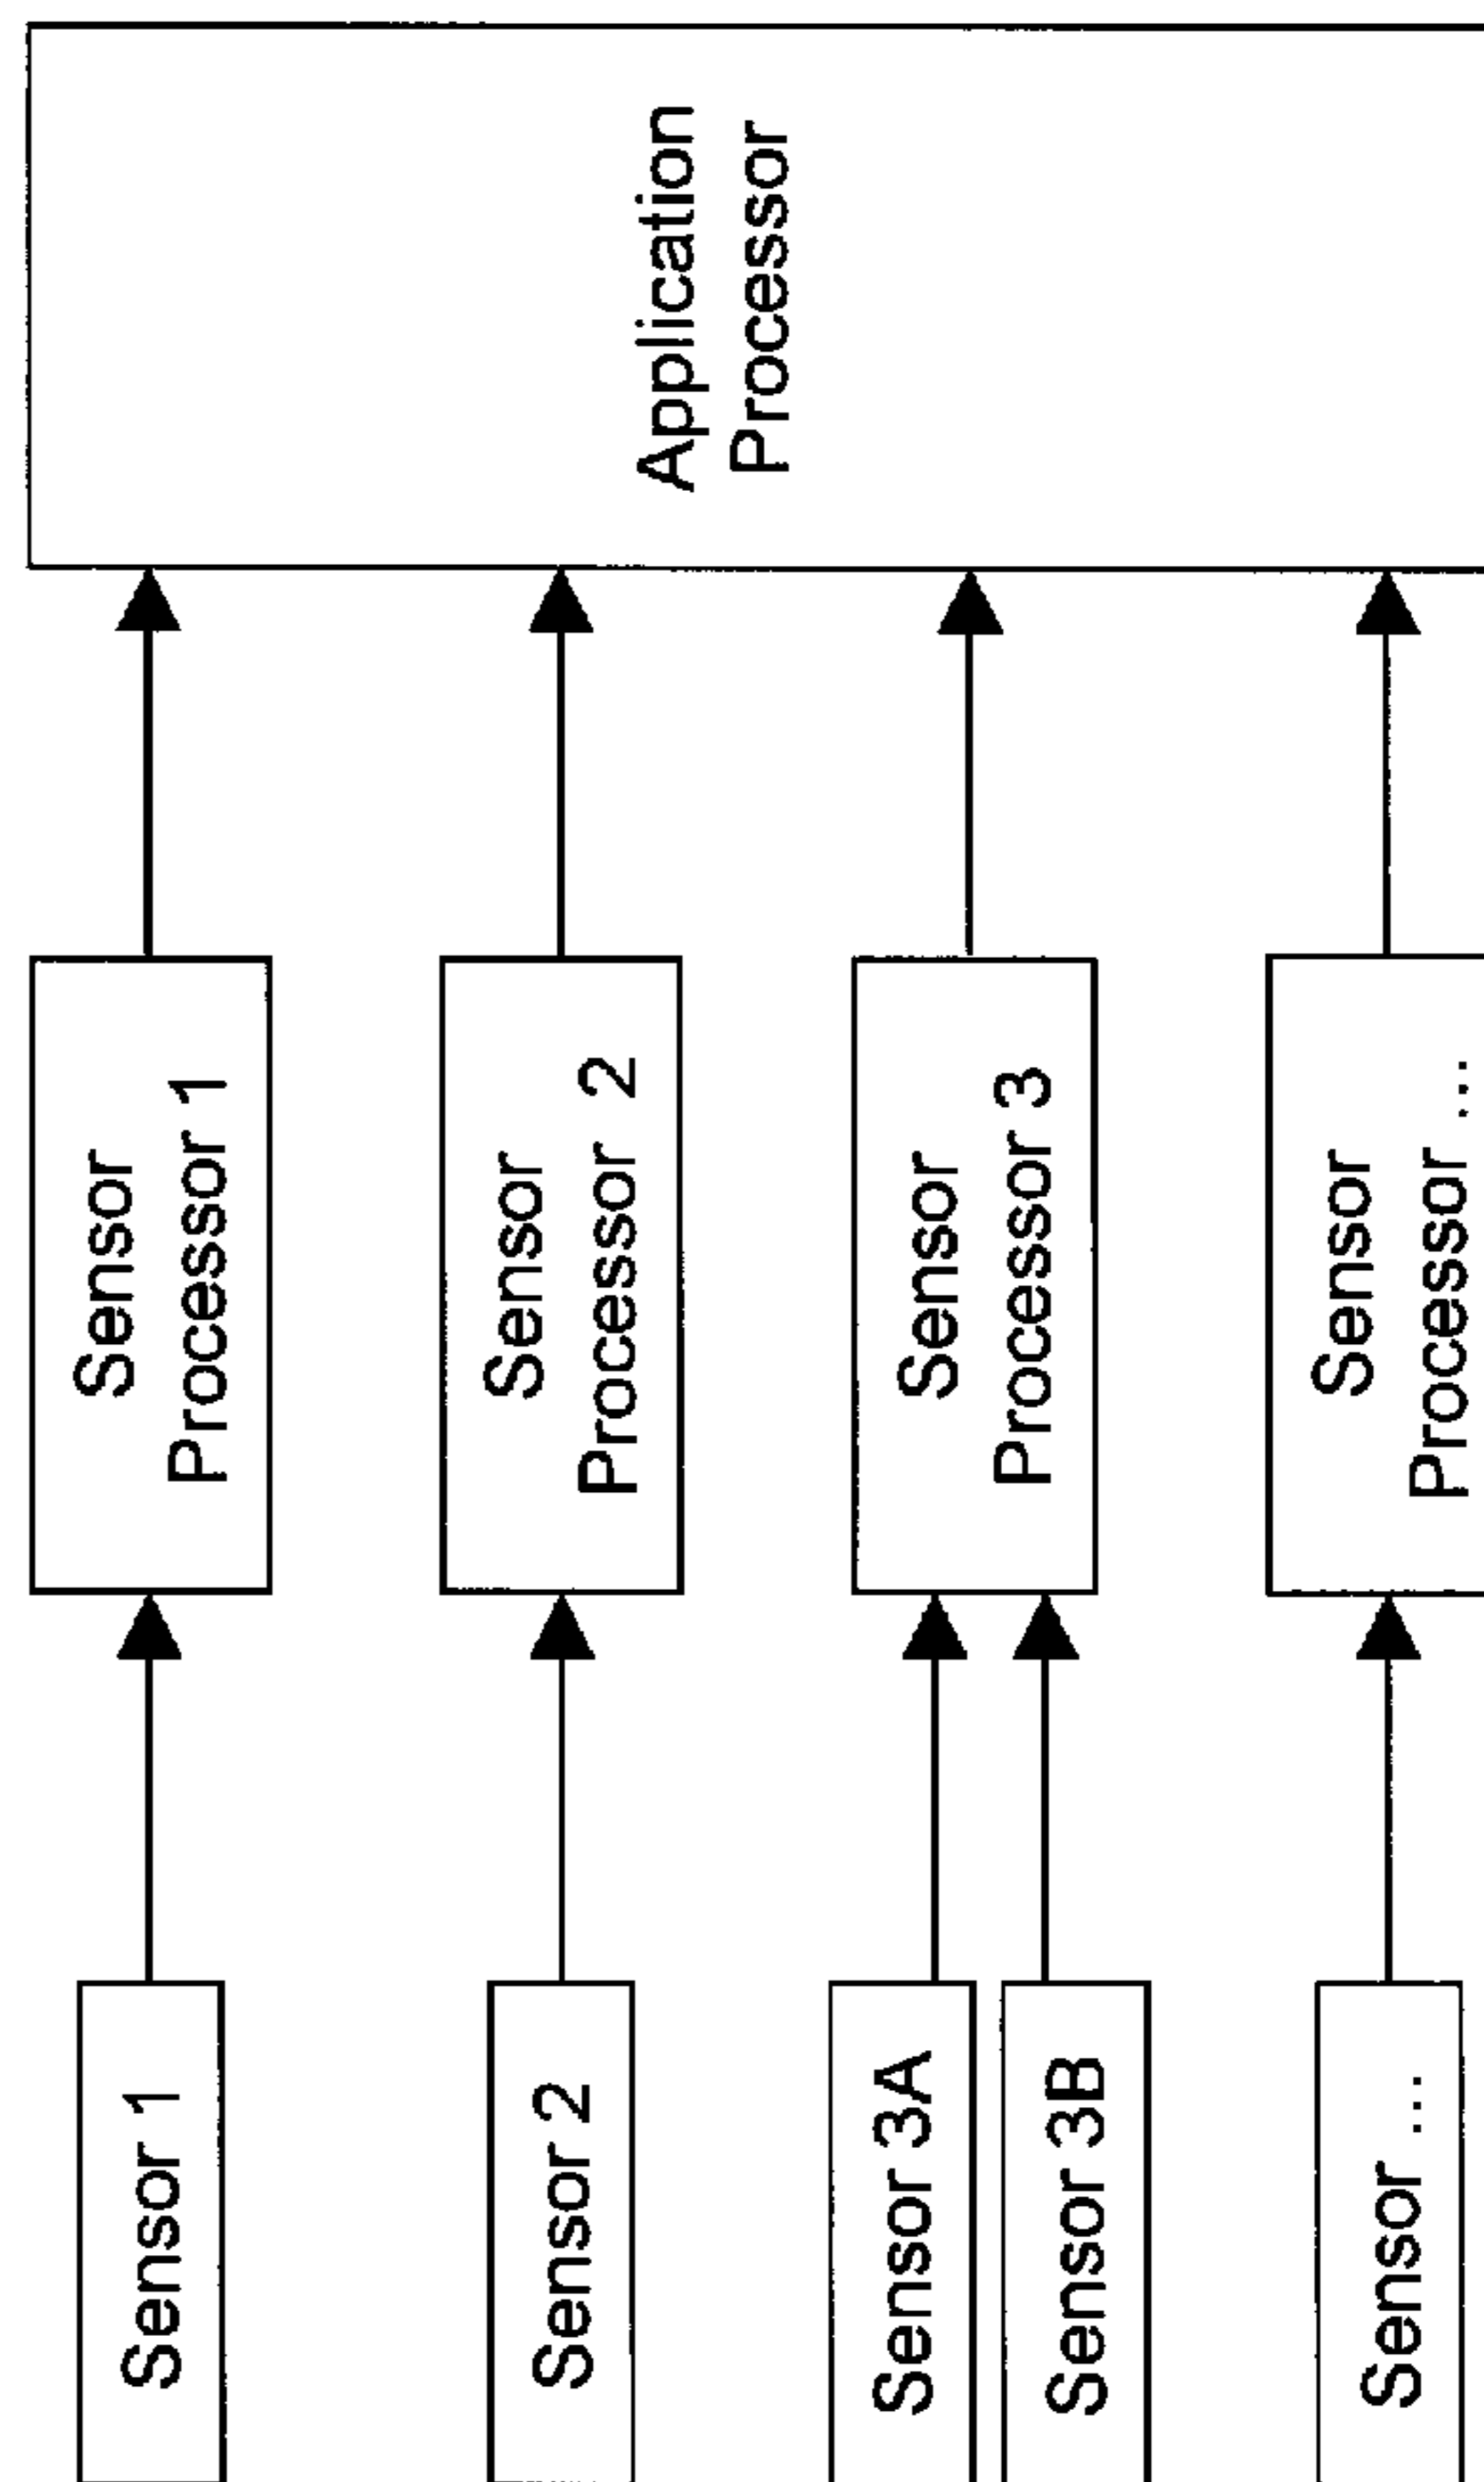 Application
Processor
Sensor
Processor 1
Sensor
Processor 2
Sensor
Processor 3
Sensor
Processor ...
Sensor 1
Sensor 2
Sensor 3A
Sensor 3B
Sensor ...